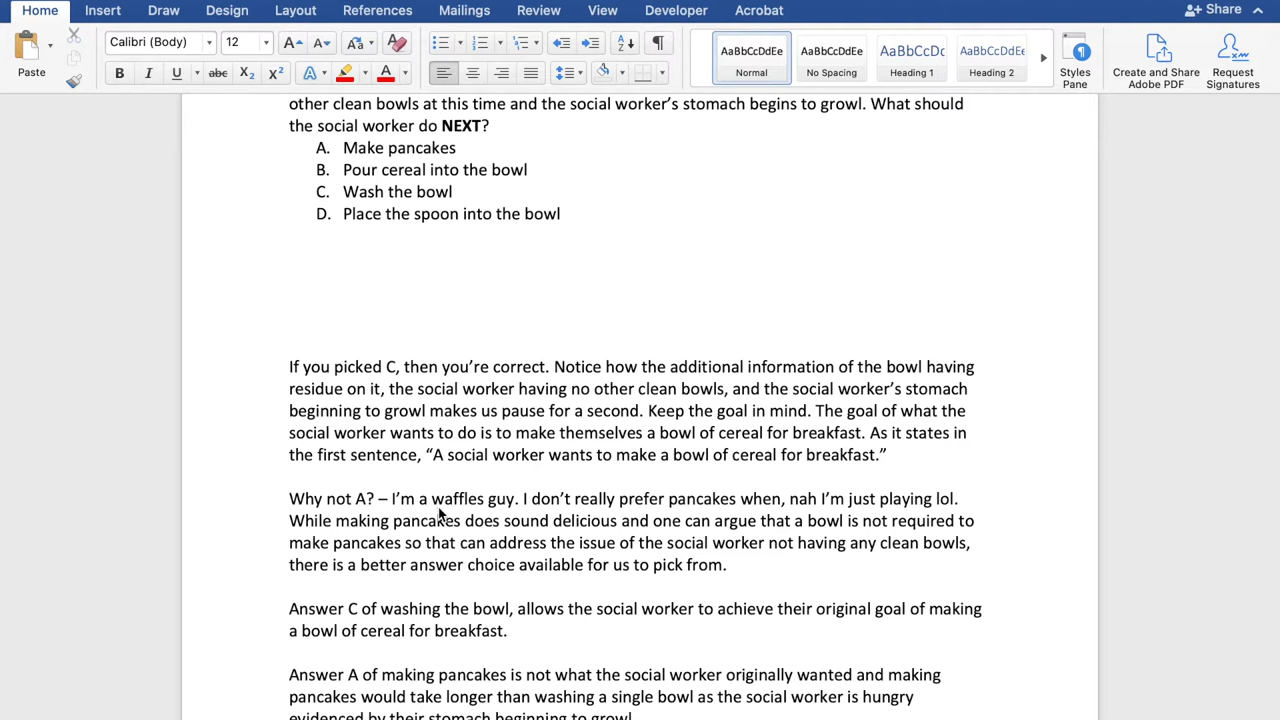 Home Insert Draw Design Layout References Mailings Review View Developer Acrobat Share
Paste
Calibri (Body) 12
AaBbCcDdEe AaBbCcDdEe AaBbCcDc AaBbCcDdEe
Normal No Spacing Heading 1 Heading 2
Styles Pane
Create and Share Adobe PDF
Request Signatures
other clean bowls at this time and the social worker’s stomach begins to growl. What should
the social worker do NEXT?
A. Make pancakes
B. Pour cereal into the bowl
C. Wash the bowl
D. Place the spoon into the bowl
If you picked C, then you’re correct. Notice how the additional information of the bowl having
residue on it, the social worker having no other clean bowls, and the social worker’s stomach
beginning to growl makes us pause for a second. Keep the goal in mind. The goal of what the
social worker wants to do is to make themselves a bowl of cereal for breakfast. As it states in
the first sentence, “A social worker wants to make a bowl of cereal for breakfast.”
Why not A? – I’m a waffles guy. I don’t really prefer pancakes when, nah I’m just playing lol.
While making pancakes does sound delicious and one can argue that a bowl is not required to
make pancakes so that can address the issue of the social worker not having any clean bowls,
there is a better answer choice available for us to pick from.
Answer C of washing the bowl, allows the social worker to achieve their original goal of making
a bowl of cereal for breakfast.
Answer A of making pancakes is not what the social worker originally wanted and making
pancakes would take longer than washing a single bowl as the social worker is hungry
evidenced by their stomach beginning to growl.